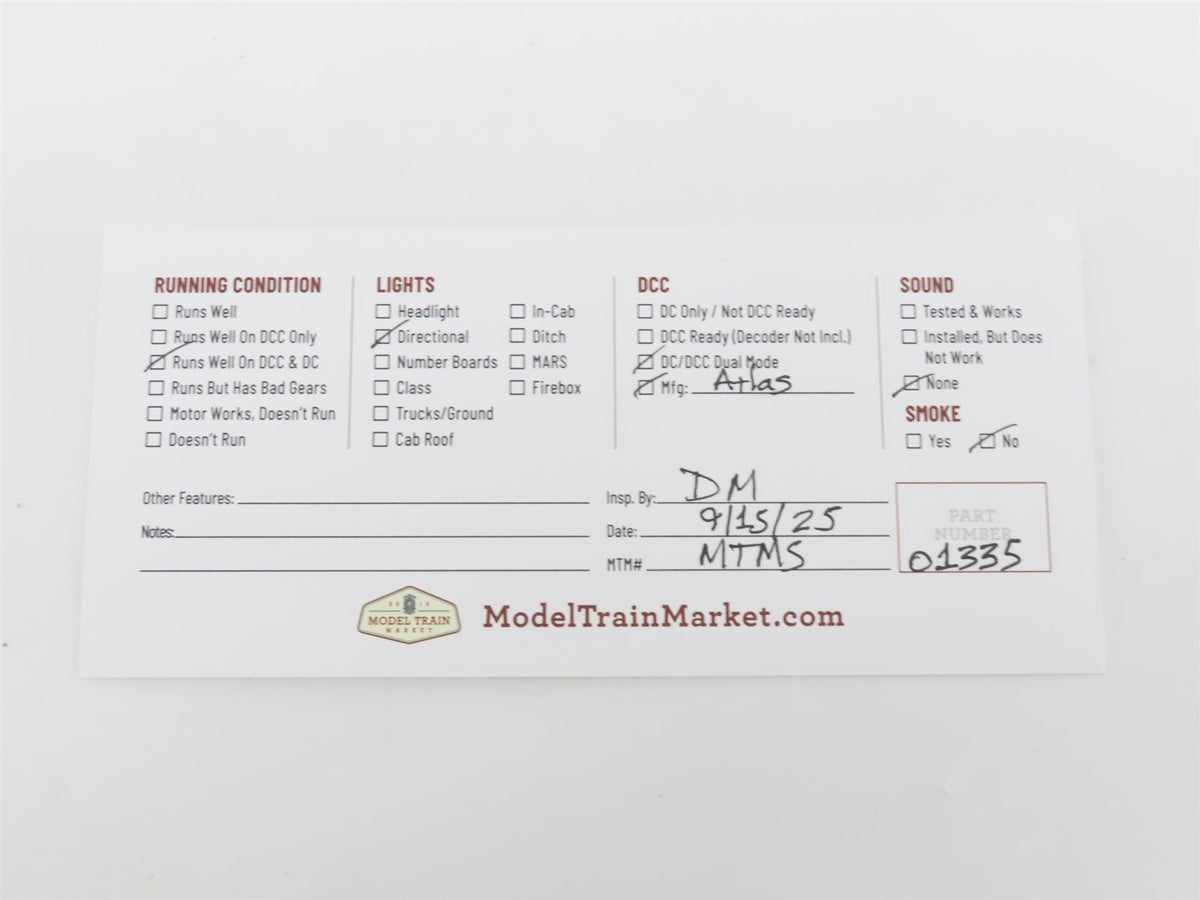 RUNNING CONDITION
Runs Well
Runs Well On DCC Only
Runs Well On DCC & DC
Runs But Has Bad Gears
Motor Works, Doesn't Run
Doesn't Run
LIGHTS
Headlight
Directional
Number Boards
Class
Trucks/Ground
Cab Roof
In-Cab
Ditch
MARS
Firebox
DCC
DC Only / Not DCC Ready
DCC Ready (Decoder Not Incl.)
DC/DCC Dual Mode
Mfg: Atlas
SOUND
Tested & Works
Installed, But Does
Not Work
None
SMOKE
Yes No
Other Features:
Notes:
Insp. By: DM
Date: 9/15/25
MTM# MTMS
PART
NUMBER
01335
2015
MODEL TRAIN
MARKET
ModelTrainMarket.com